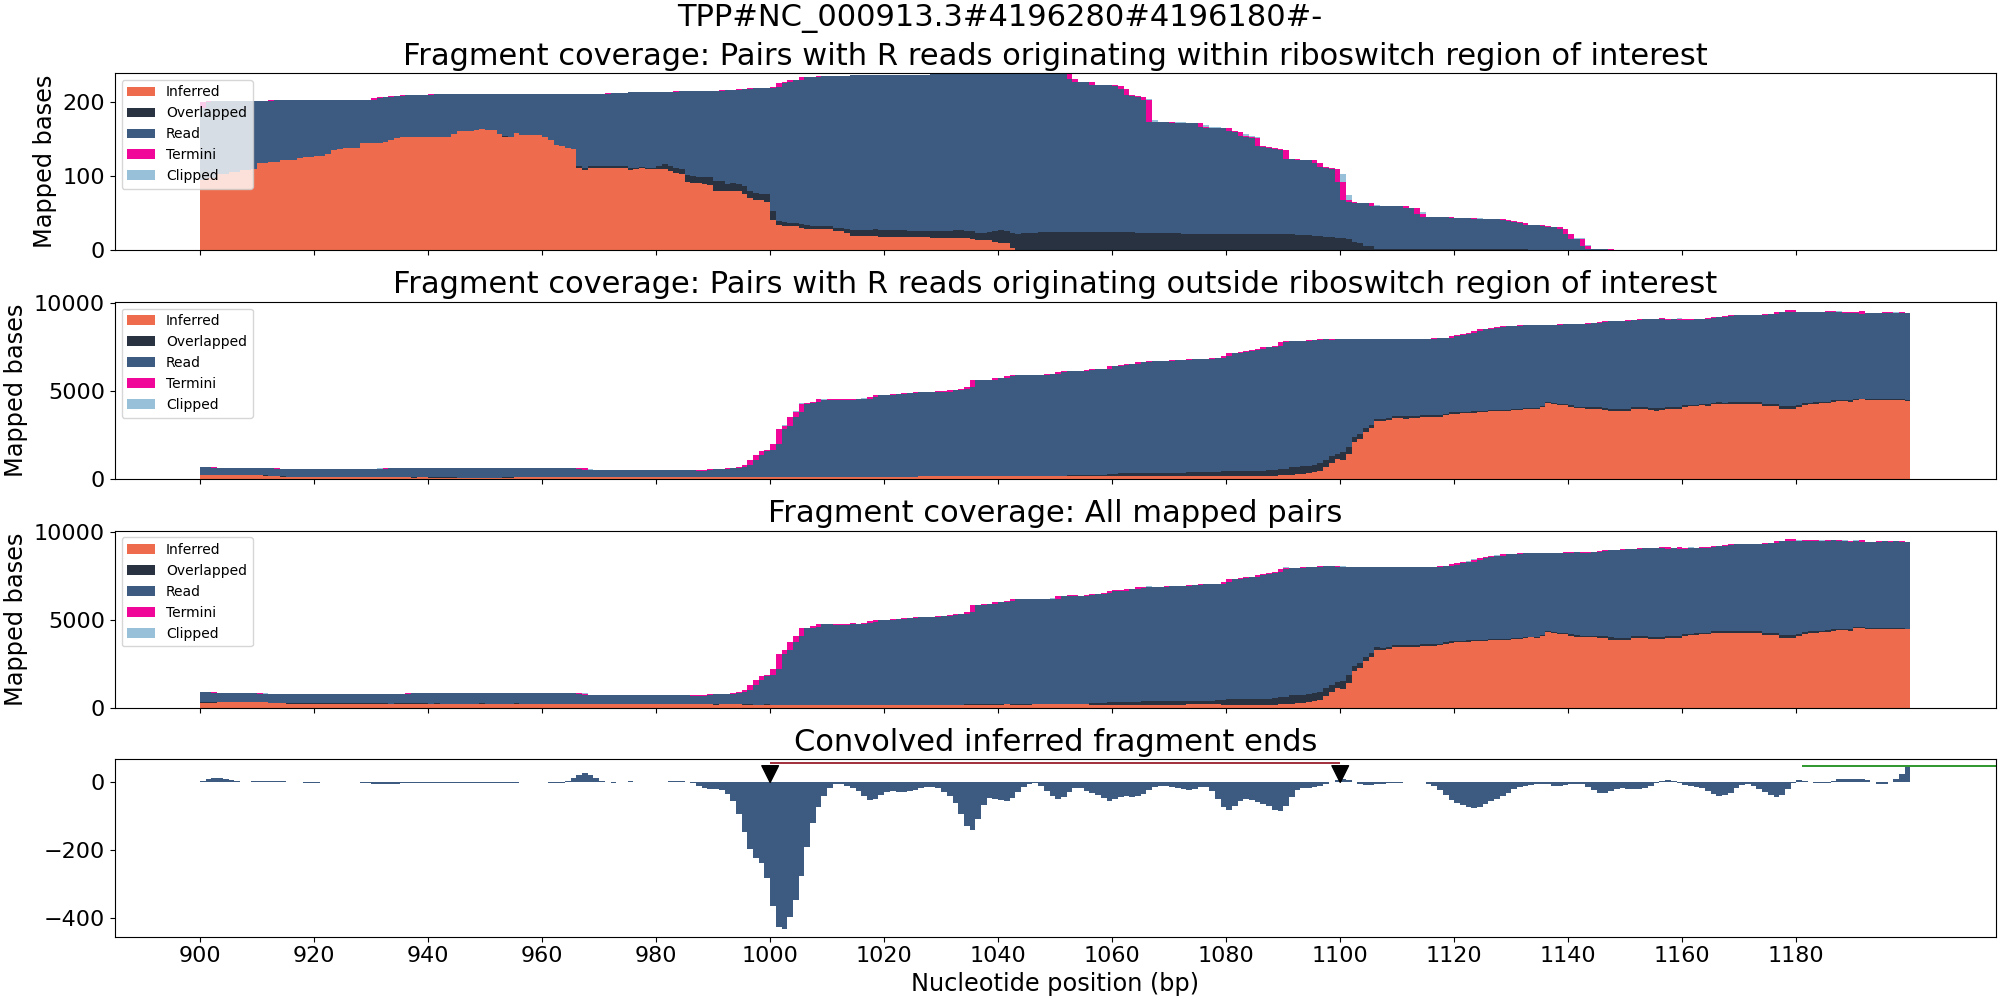 TPP#NC_000913.3#4196280#4196180#-
Fragment coverage: Pairs with R reads originating within riboswitch region of interest
Mapped bases
200
100
0
Inferred
Overlapped
Read
Termini
Clipped
Fragment coverage: Pairs with R reads originating outside riboswitch region of interest
Mapped bases
10000
5000
0
Inferred
Overlapped
Read
Termini
Clipped
Fragment coverage: All mapped pairs
Mapped bases
10000
5000
0
Inferred
Overlapped
Read
Termini
Clipped
Convolved inferred fragment ends
0
−200
−400
900 920 940 960 980 1000 1020 1040 1060 1080 1100 1120 1140 1160 1180
Nucleotide position (bp)